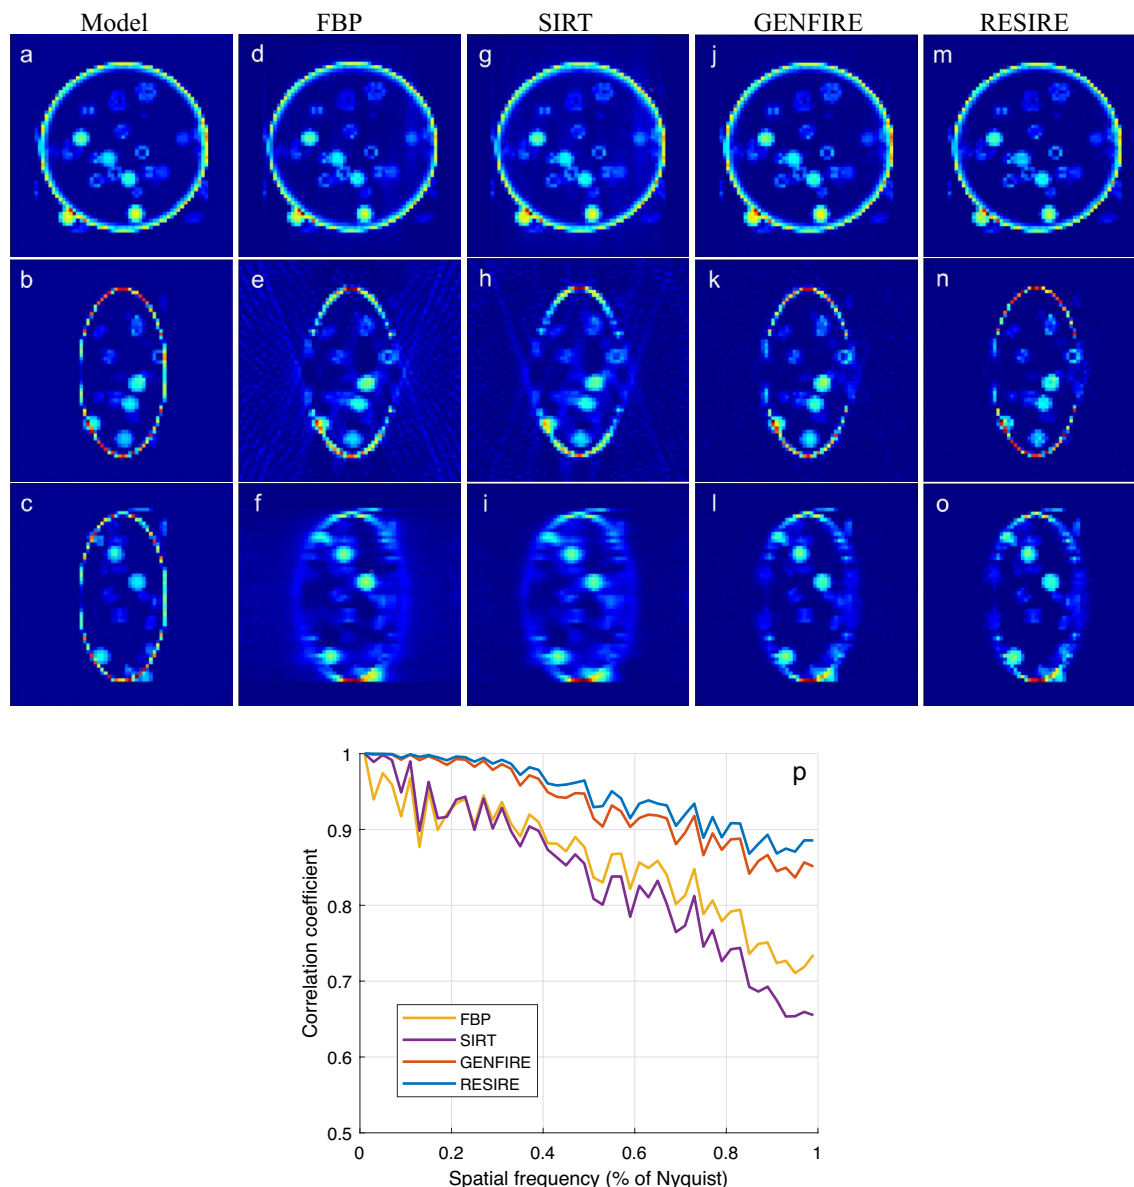 Model FBP SIRT GENFIRE RESIRE
a d g j m
b e h k n
c f i l o
p
1
0.9
0.8
0.7
0.6
0.5
Correlation coefficient
FBP
SIRT
GENFIRE
RESIRE
0 0.2 0.4 0.6 0.8 1
Spatial frequency (% of Nyquist)